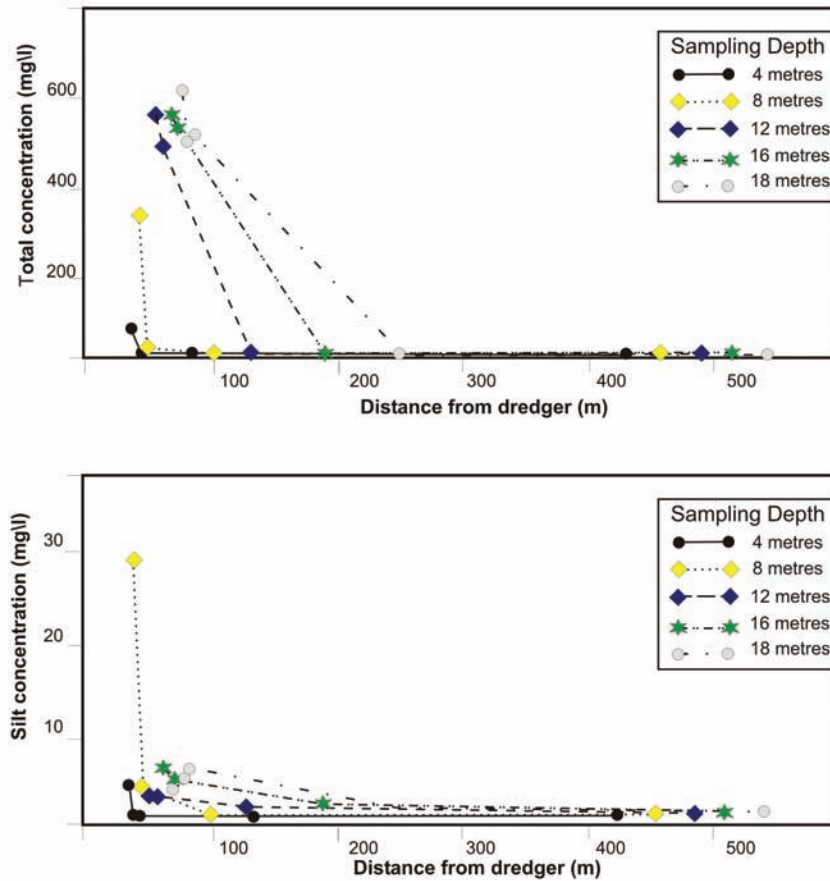 Total concentration (mg\l)
600
400
200
Sampling Depth
4 metres
8 metres
12 metres
16 metres
18 metres
100
200
300
400
500
Distance from dredger (m)
Silt concentration (mg\l)
30
20
10
Sampling Depth
4 metres
8 metres
12 metres
16 metres
18 metres
100
200
300
400
500
Distance from dredger (m)